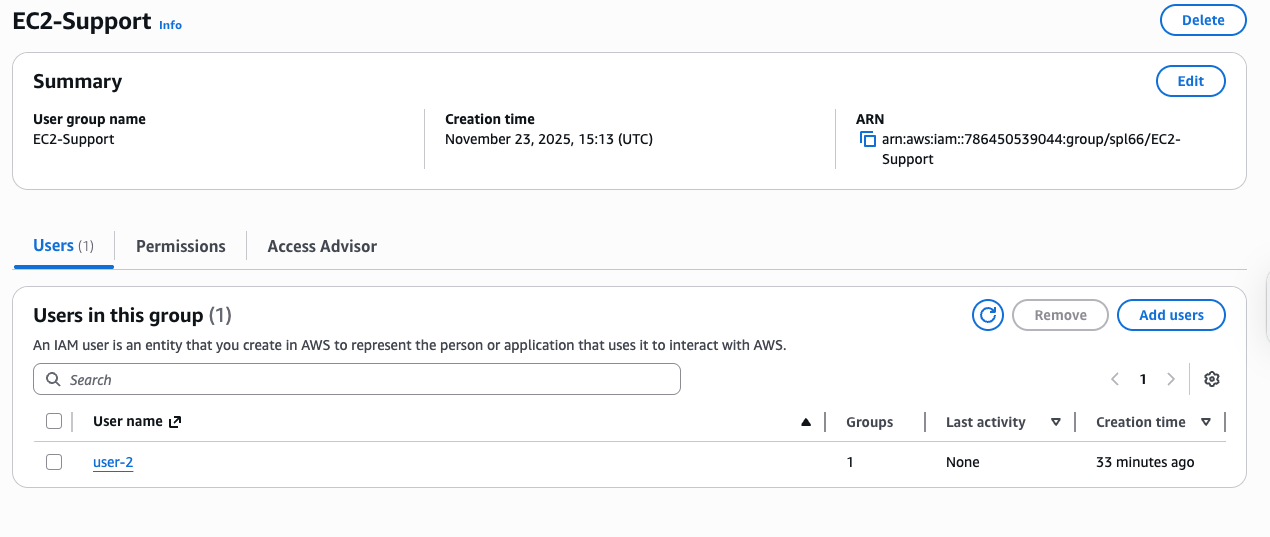 EC2-Support Info
Delete
Summary
Edit
User group name
EC2-Support
Creation time
November 23, 2025, 15:13 (UTC)
ARN
arn:aws:iam::786450539044:group/spl66/EC2-
Support
Users (1)
Permissions
Access Advisor
Users in this group (1)
Remove
Add users
An IAM user is an entity that you create in AWS to represent the person or application that uses it to interact with AWS.
Search
1
User name
Groups
Last activity
Creation time
user-2
1
None
33 minutes ago